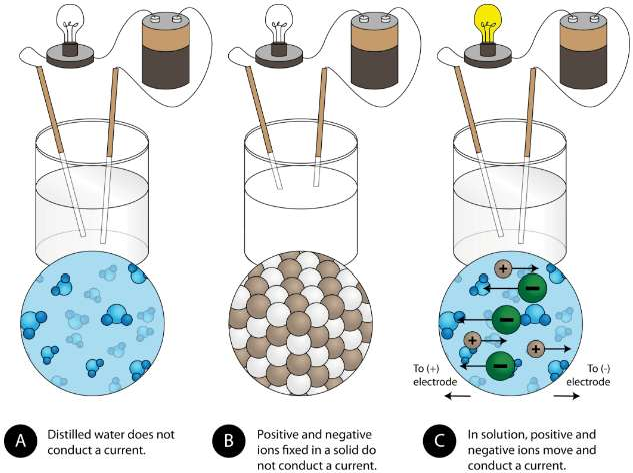 +
−
+
−
+
−
To (+)
electrode
To (-)
electrode
A
Distilled water does not
conduct a current.
B
Positive and negative
ions fixed in a solid do
not conduct a current.
C
In solution, positive and
negative ions move and
conduct a current.